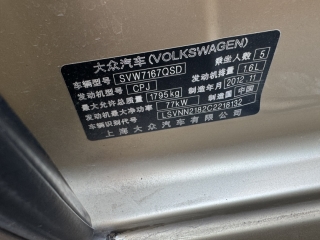 大众汽车(VOLKSWAGEN)
车辆型号 SVW7167QSD 乘坐人数 5
发动机型号 CPJ 发动机排量 1.6L
最大允许总质量 1795kg 制造年月 2012.11
发动机最大净功率 77kW 制造国 中国
车辆识别代号 LSVNN2182C2218132
上海大众汽车有限公司